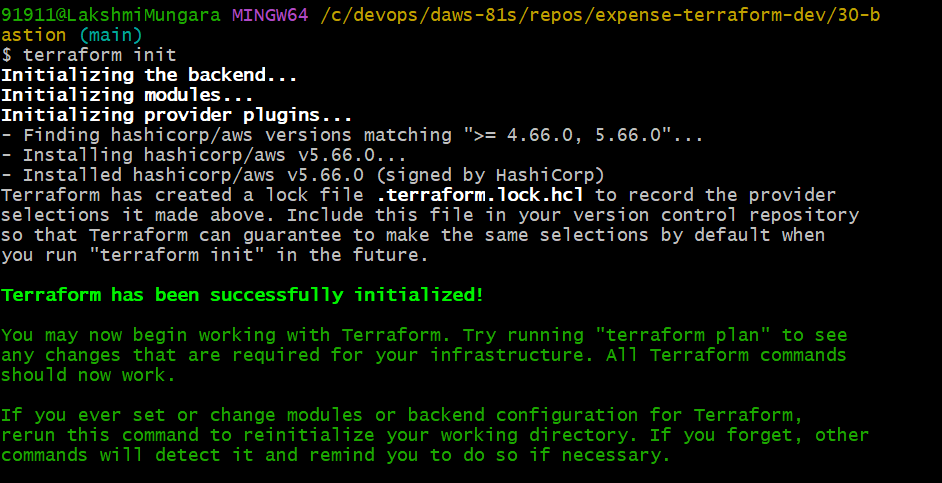 91911@LakshmiMungara MINGW64 /c/devops/daws-81s/repos/expense-terraform-dev/30-b
astion (main)
$ terraform init
Initializing the backend...
Initializing modules...
Initializing provider plugins...
- Finding hashicorp/aws versions matching ">= 4.66.0, 5.66.0"...
- Installing hashicorp/aws v5.66.0...
- Installed hashicorp/aws v5.66.0 (signed by HashiCorp)
Terraform has created a lock file .terraform.lock.hcl to record the provider
selections it made above. Include this file in your version control repository
so that Terraform can guarantee to make the same selections by default when
you run "terraform init" in the future.
Terraform has been successfully initialized!
You may now begin working with Terraform. Try running "terraform plan" to see
any changes that are required for your infrastructure. All Terraform commands
should now work.
If you ever set or change modules or backend configuration for Terraform,
rerun this command to reinitialize your working directory. If you forget, other
commands will detect it and remind you to do so if necessary.